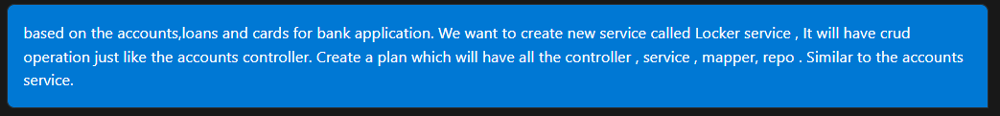 based on the accounts,loans and cards for bank application. We want to create new service called Locker service , It will have crud
operation just like the accounts controller. Create a plan which will have all the controller , service , mapper, repo . Similar to the accounts
service.